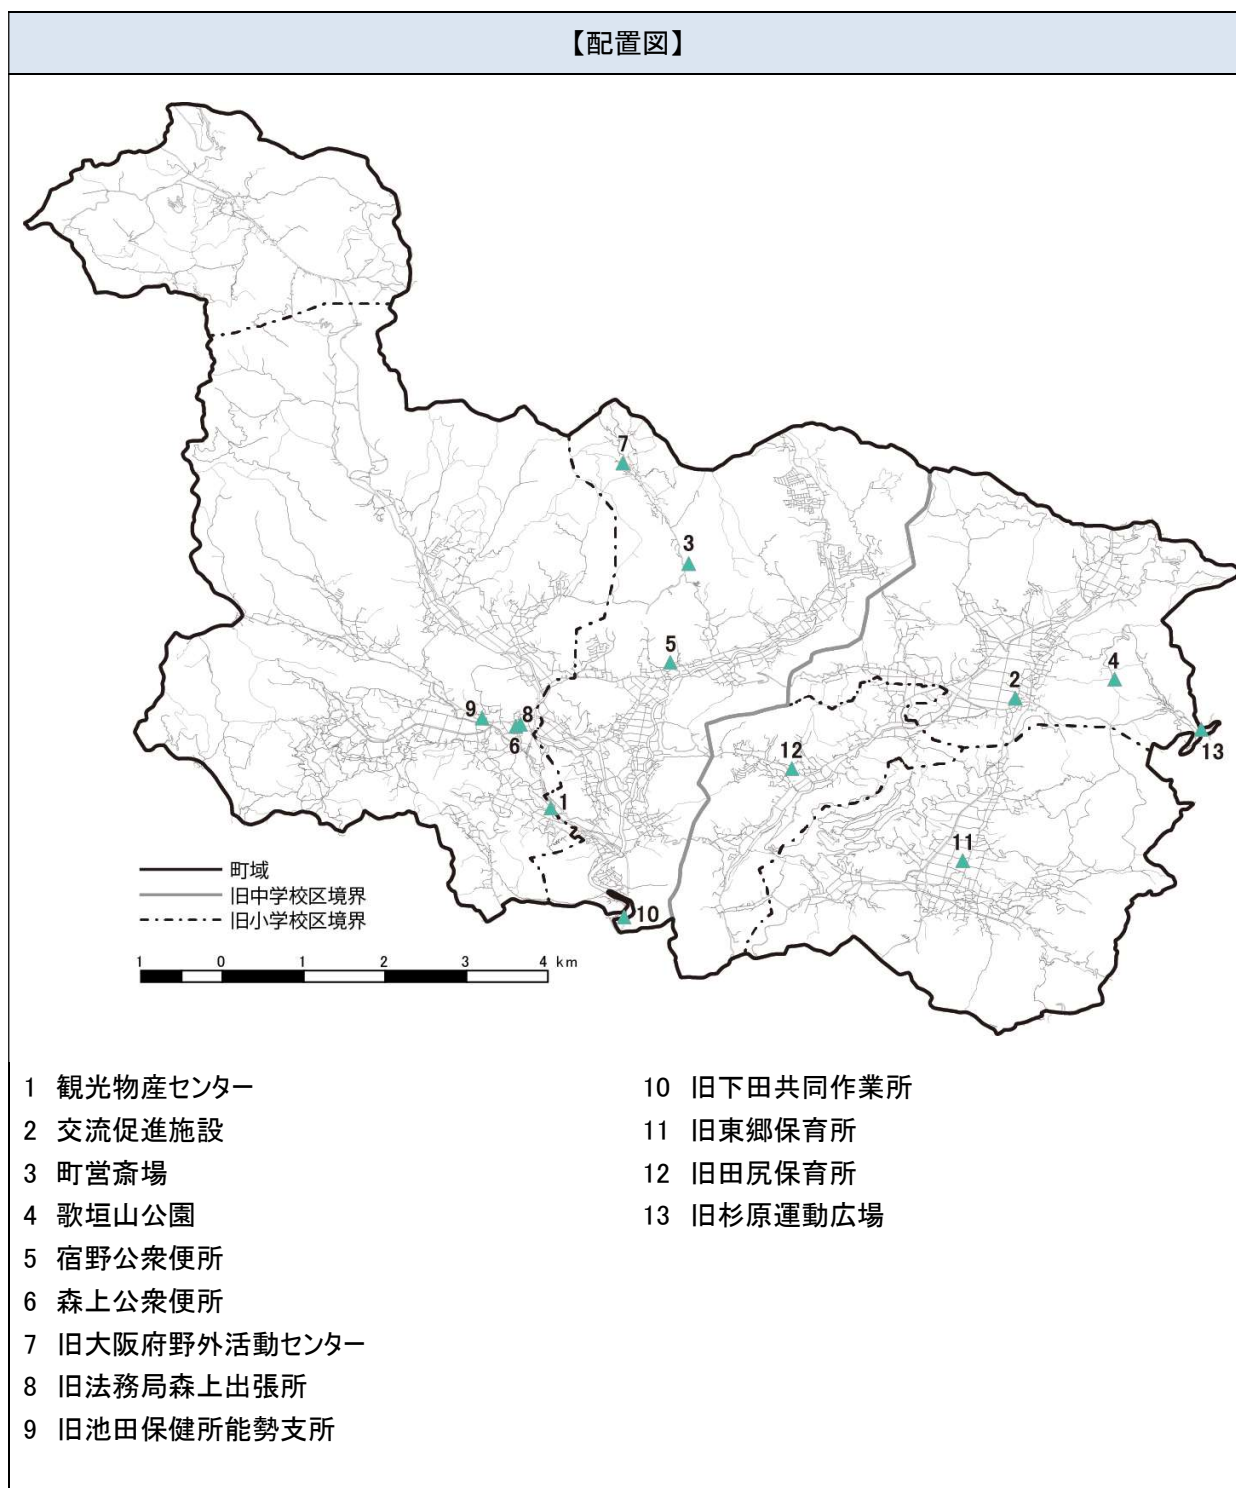 【配置図】
7
3
5
4
2
9
8
6
13
12
1
11
10
町域
旧中学校区境界
旧小学校区境界
1 0 1 2 3 4 km
1 観光物産センター
2 交流促進施設
3 町営斎場
4 歌垣山公園
5 宿野公衆便所
6 森上公衆便所
7 旧大阪府野外活動センター
8 旧法務局森上出張所
9 旧池田保健所能勢支所
10 旧下田共同作業所
11 旧東郷保育所
12 旧田尻保育所
13 旧杉原運動広場